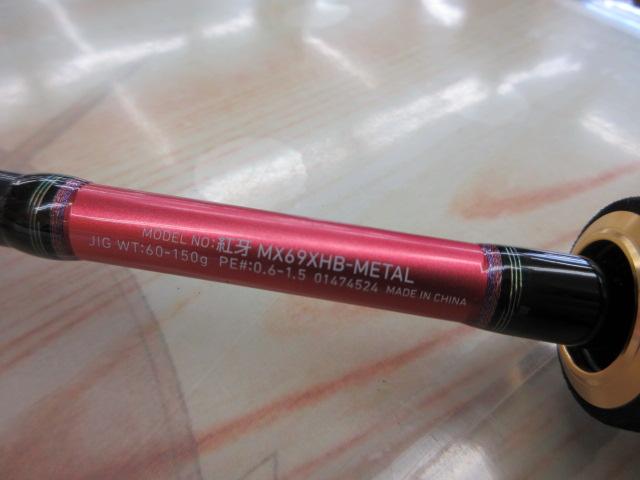 MODEL NO:紅牙 MX69XHB-METAL
JIG WT:60-150g PE#:0.6-1.5 01474524 MADE IN CHINA